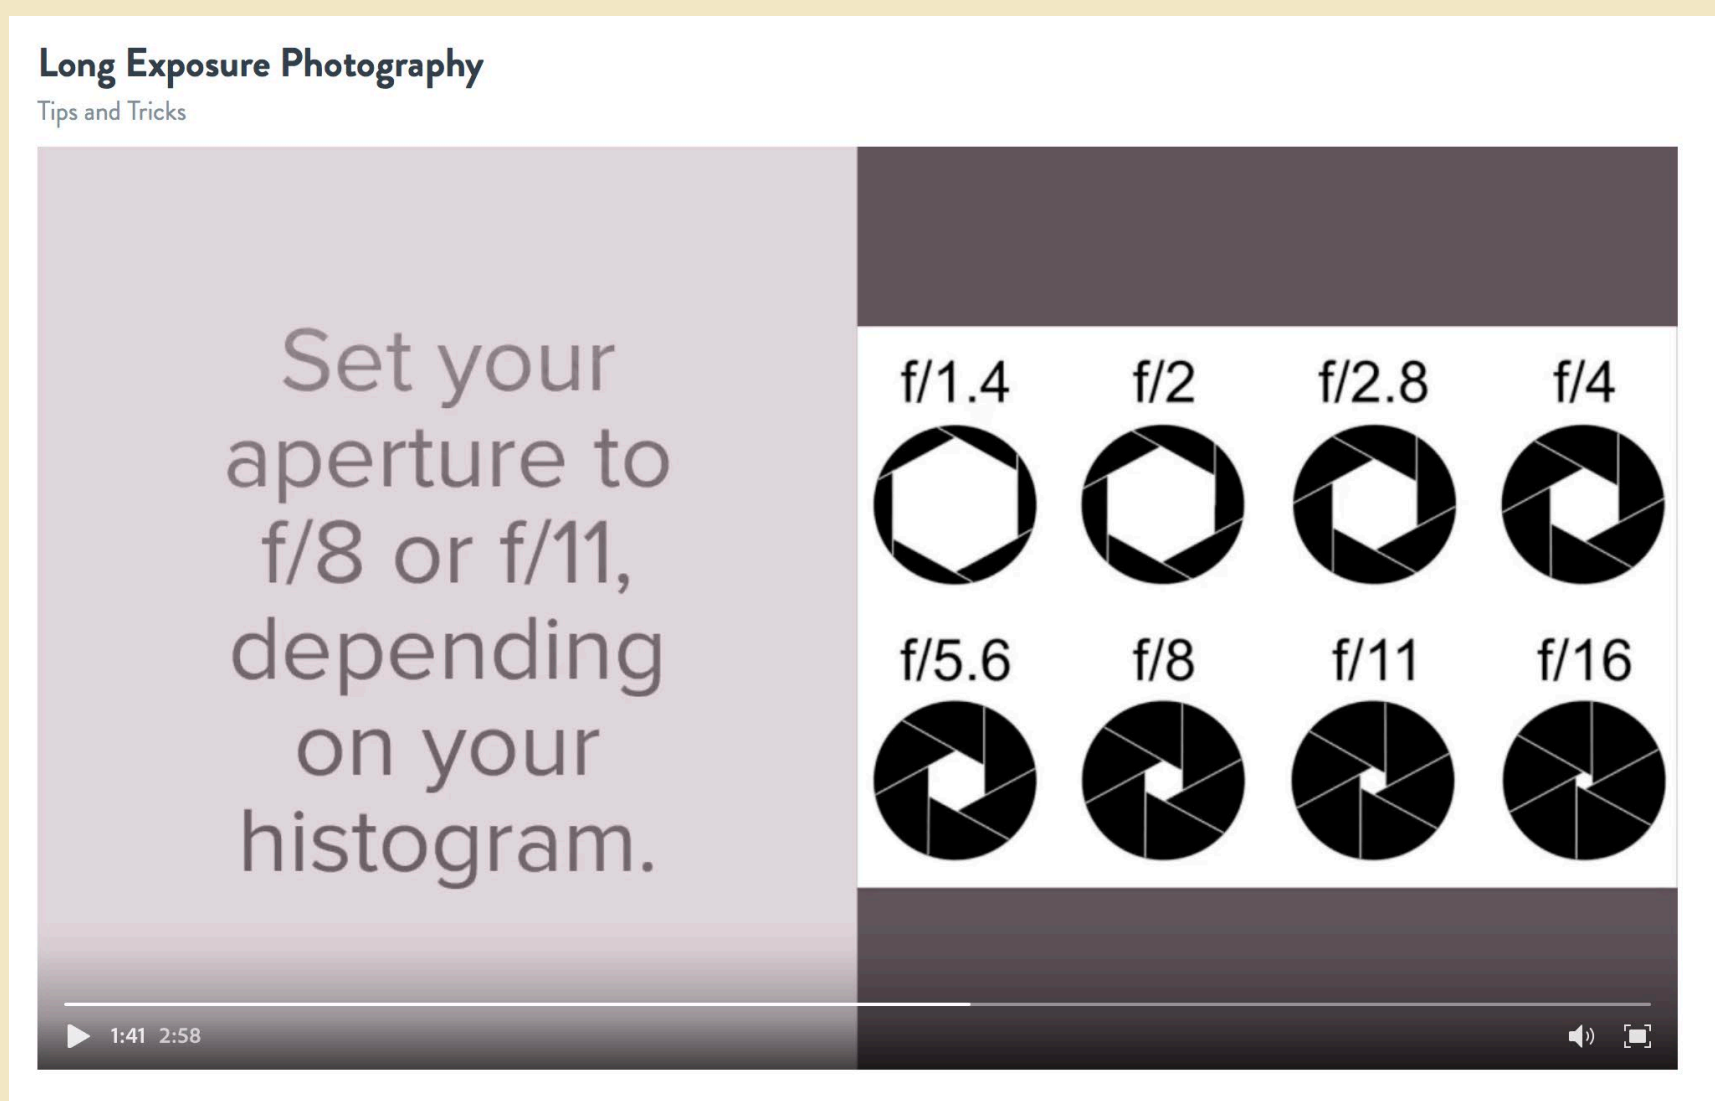 Long Exposure Photography
Tips and Tricks
Set your
aperture to
f/8 or f/11,
depending
on your
histogram.
f/1.4 f/2 f/2.8 f/4
f/5.6 f/8 f/11 f/16
1:41 2:58